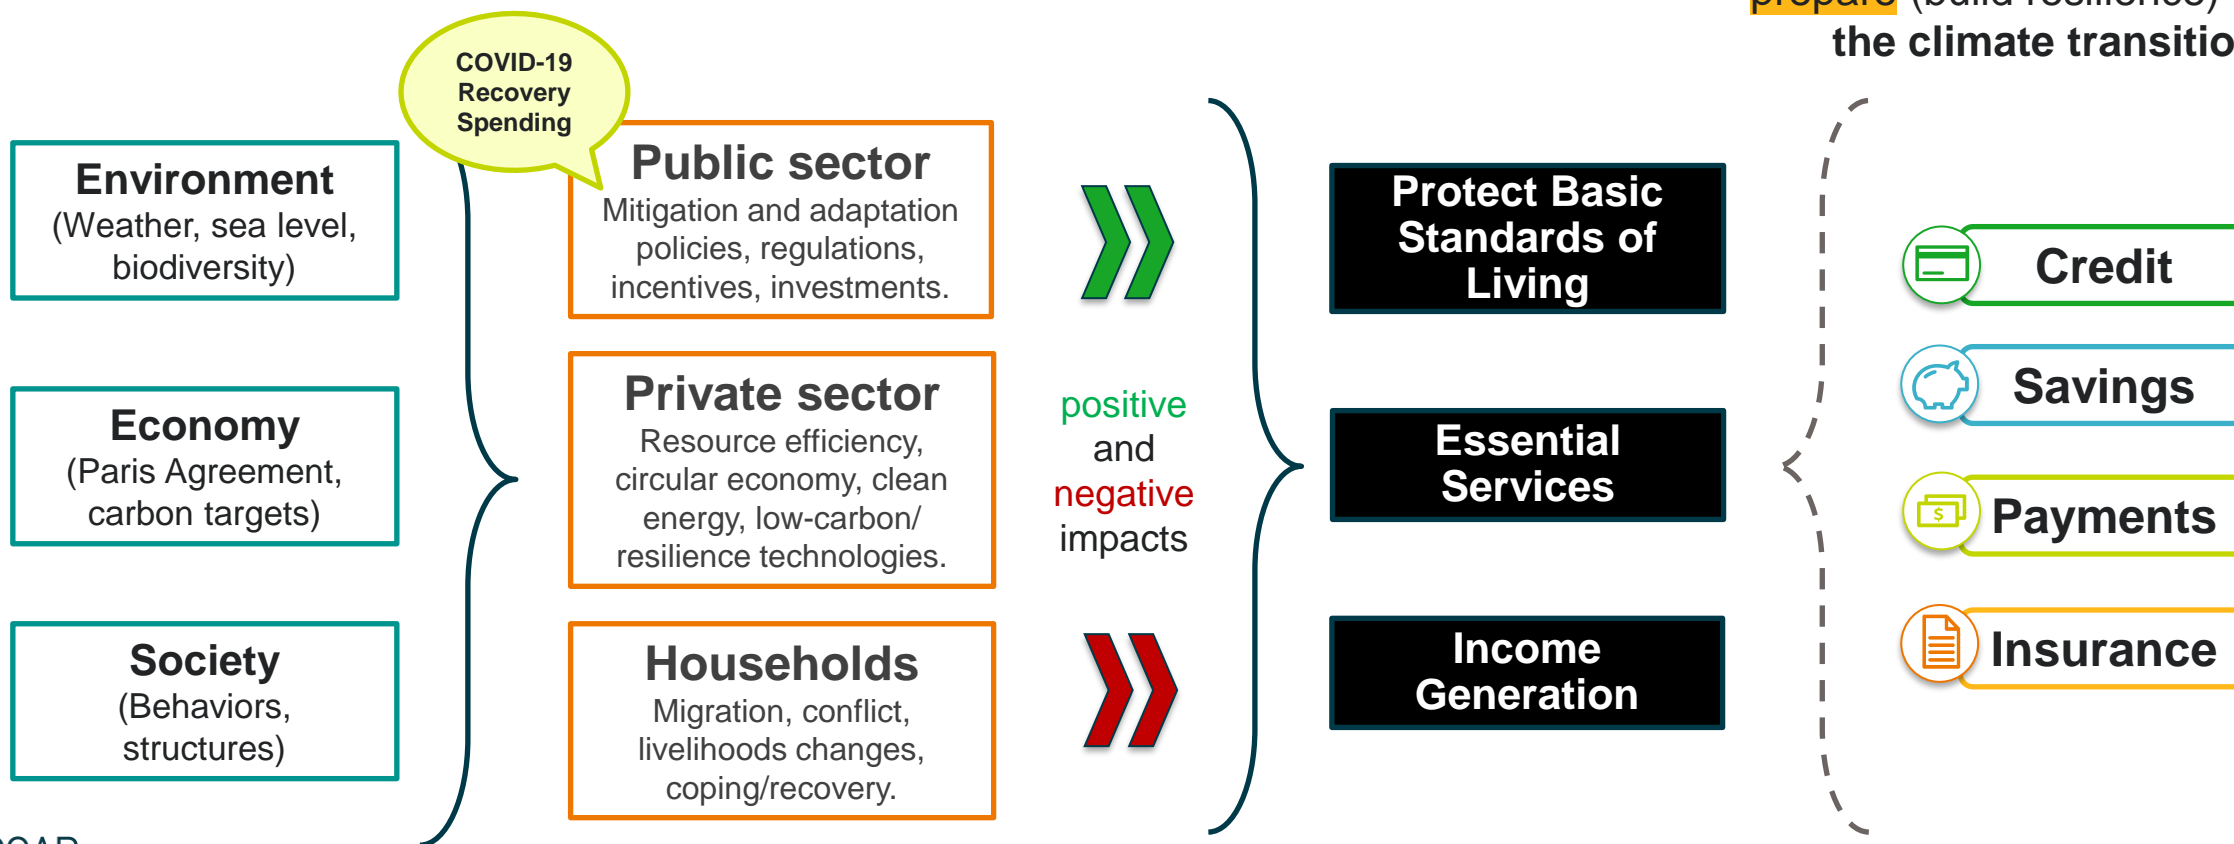 prepare (build resilience)
the climate transitio
COVID-19
Recovery
Spending
Environment
(Weather, sea level,
biodiversity)
Economy
(Paris Agreement,
carbon targets)
Society
(Behaviors,
structures)
Public sector
Mitigation and adaptation
policies, regulations,
incentives, investments.
Private sector
Resource efficiency,
circular economy, clean
energy, low-carbon/
resilience technologies.
Households
Migration, conflict,
livelihoods changes,
coping/recovery.
positive
and
negative
impacts
Protect Basic
Standards of
Living
Essential
Services
Income
Generation
Credit
Savings
$
Payments
Insurance